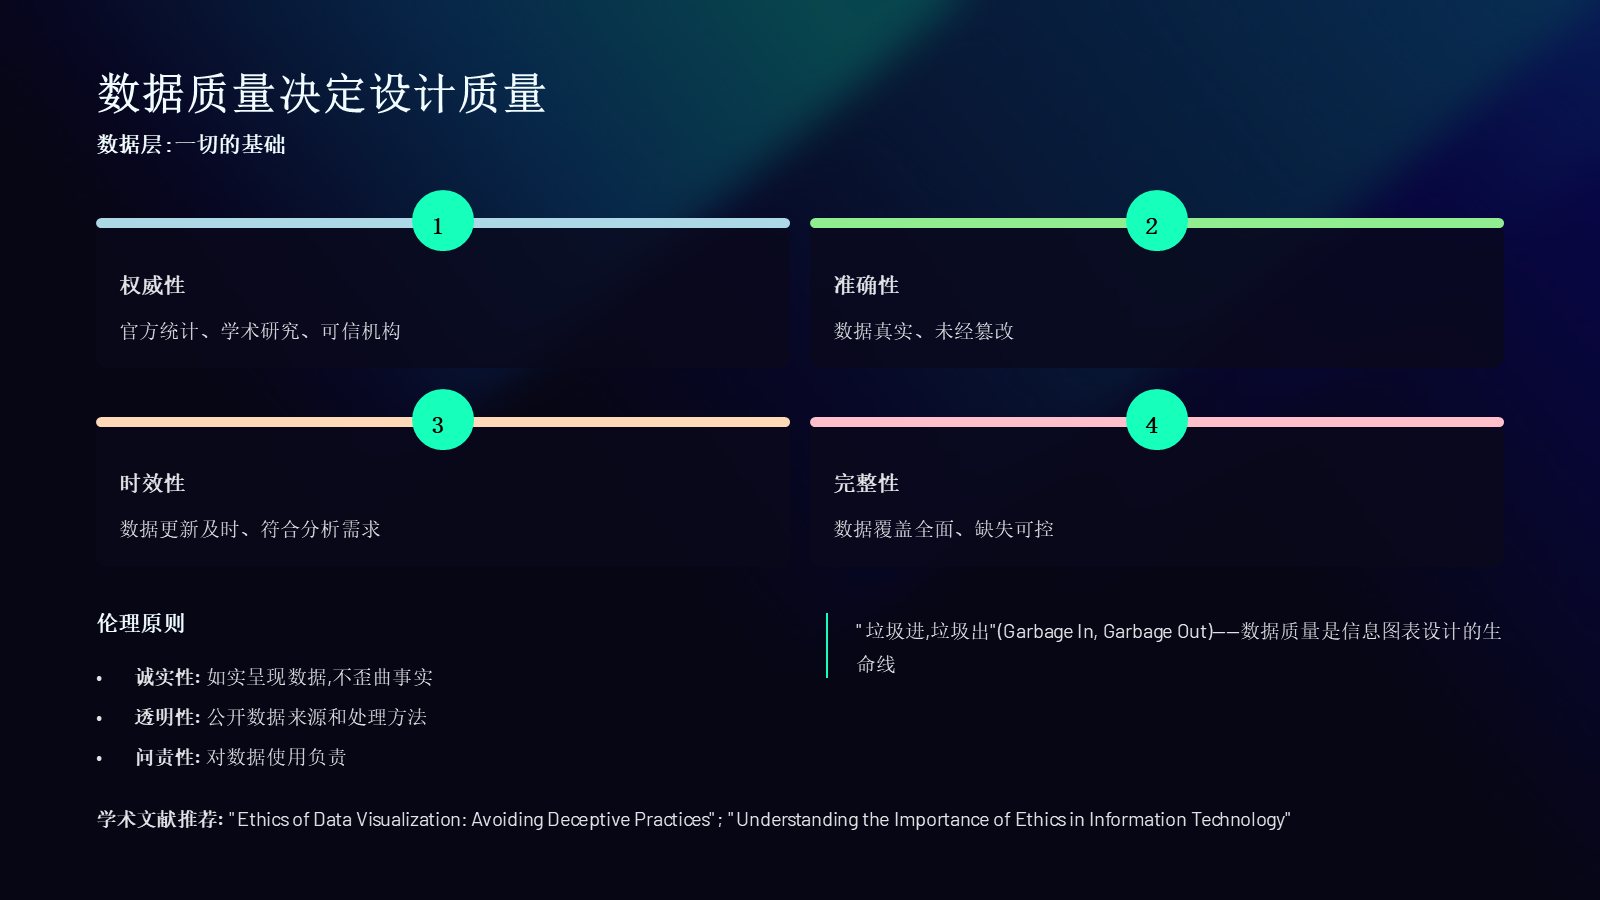 数据质量决定设计质量
数据层:一切的基础
1
权威性
官方统计、学术研究、可信机构
2
准确性
数据真实、未经篡改
3
时效性
数据更新及时、符合分析需求
4
完整性
数据覆盖全面、缺失可控
伦理原则
• 诚实性: 如实呈现数据,不歪曲事实
• 透明性: 公开数据来源和处理方法
• 问责性: 对数据使用负责
"垃圾进,垃圾出"(Garbage In, Garbage Out)——数据质量是信息图表设计的生
命线
学术文献推荐: "Ethics of Data Visualization: Avoiding Deceptive Practices"; "Understanding the Importance of Ethics in Information Technology"